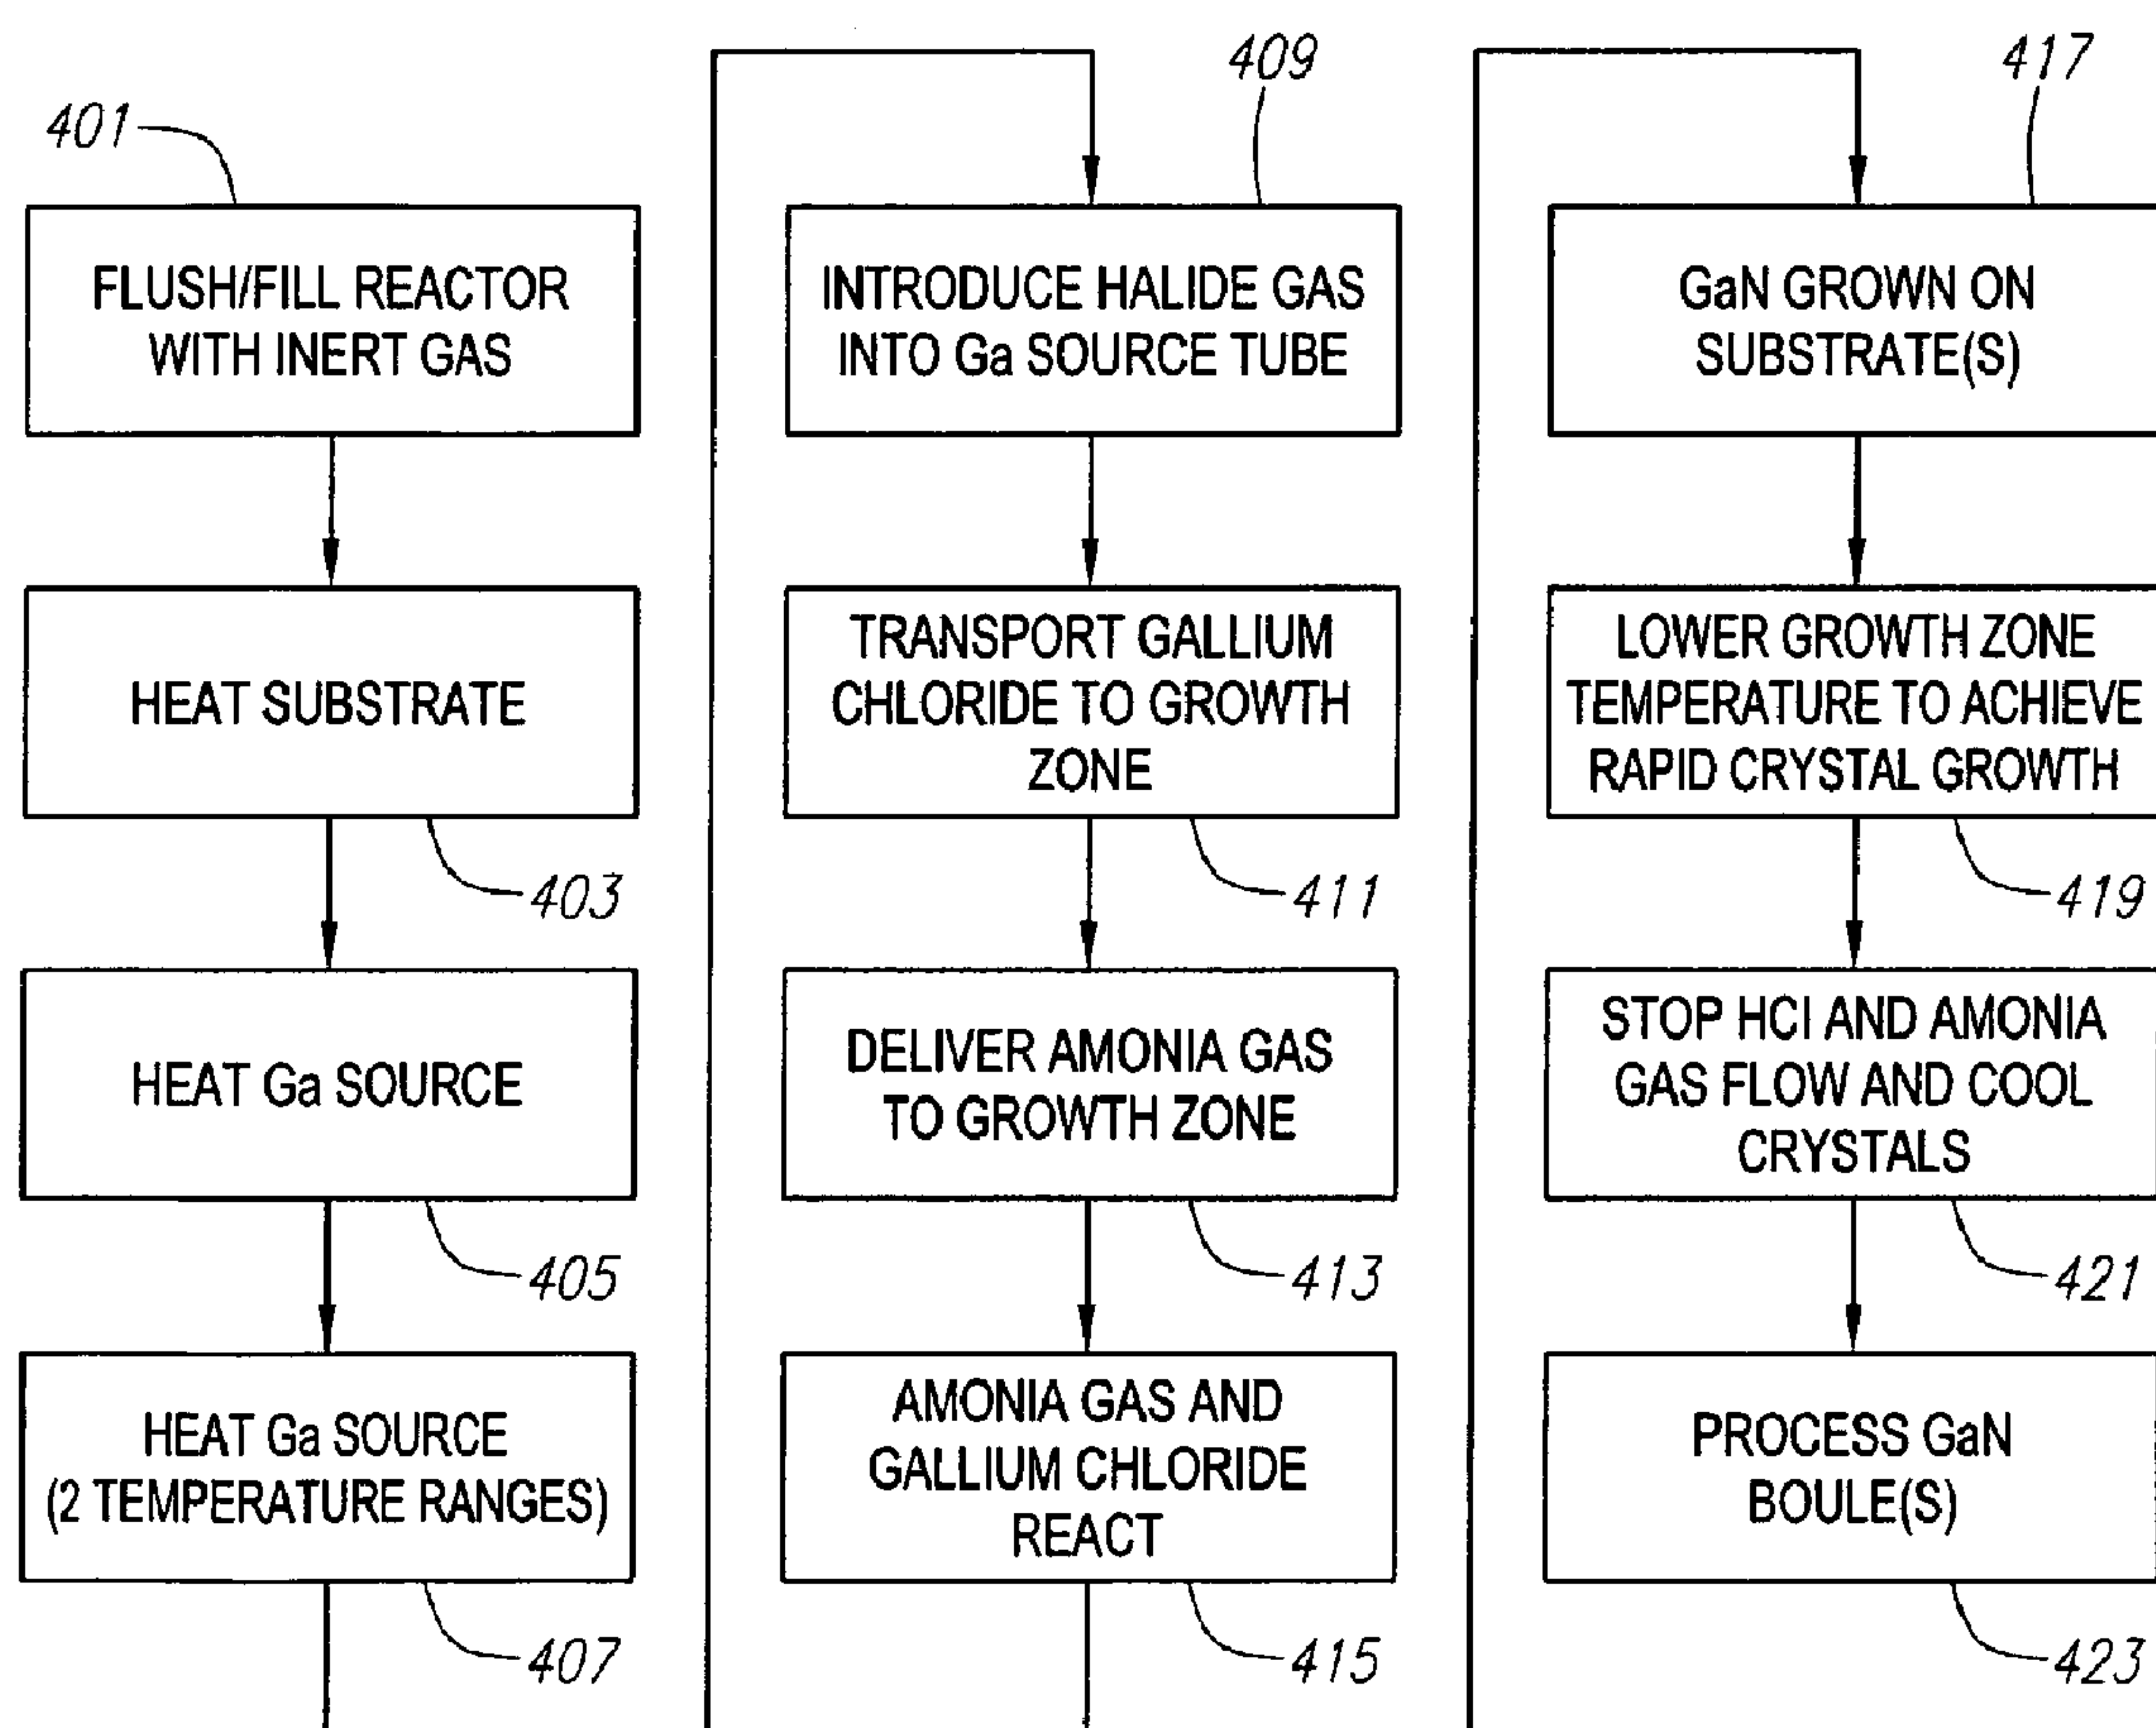 401
FLUSH/FILL REACTOR
WITH INERT GAS
HEAT SUBSTRATE
403
HEAT Ga SOURCE
405
HEAT Ga SOURCE
(2 TEMPERATURE RANGES)
407
409
INTRODUCE HALIDE GAS
INTO Ga SOURCE TUBE
TRANSPORT GALLIUM
CHLORIDE TO GROWTH
ZONE
411
DELIVER AMONIA GAS
TO GROWTH ZONE
413
AMONIA GAS AND
GALLIUM CHLORIDE
REACT
415
417
GaN GROWN ON
SUBSTRATE(S)
LOWER GROWTH ZONE
TEMPERATURE TO ACHIEVE
RAPID CRYSTAL GROWTH
419
STOP HCl AND AMONIA
GAS FLOW AND COOL
CRYSTALS
421
PROCESS GaN
BOULE(S)
423